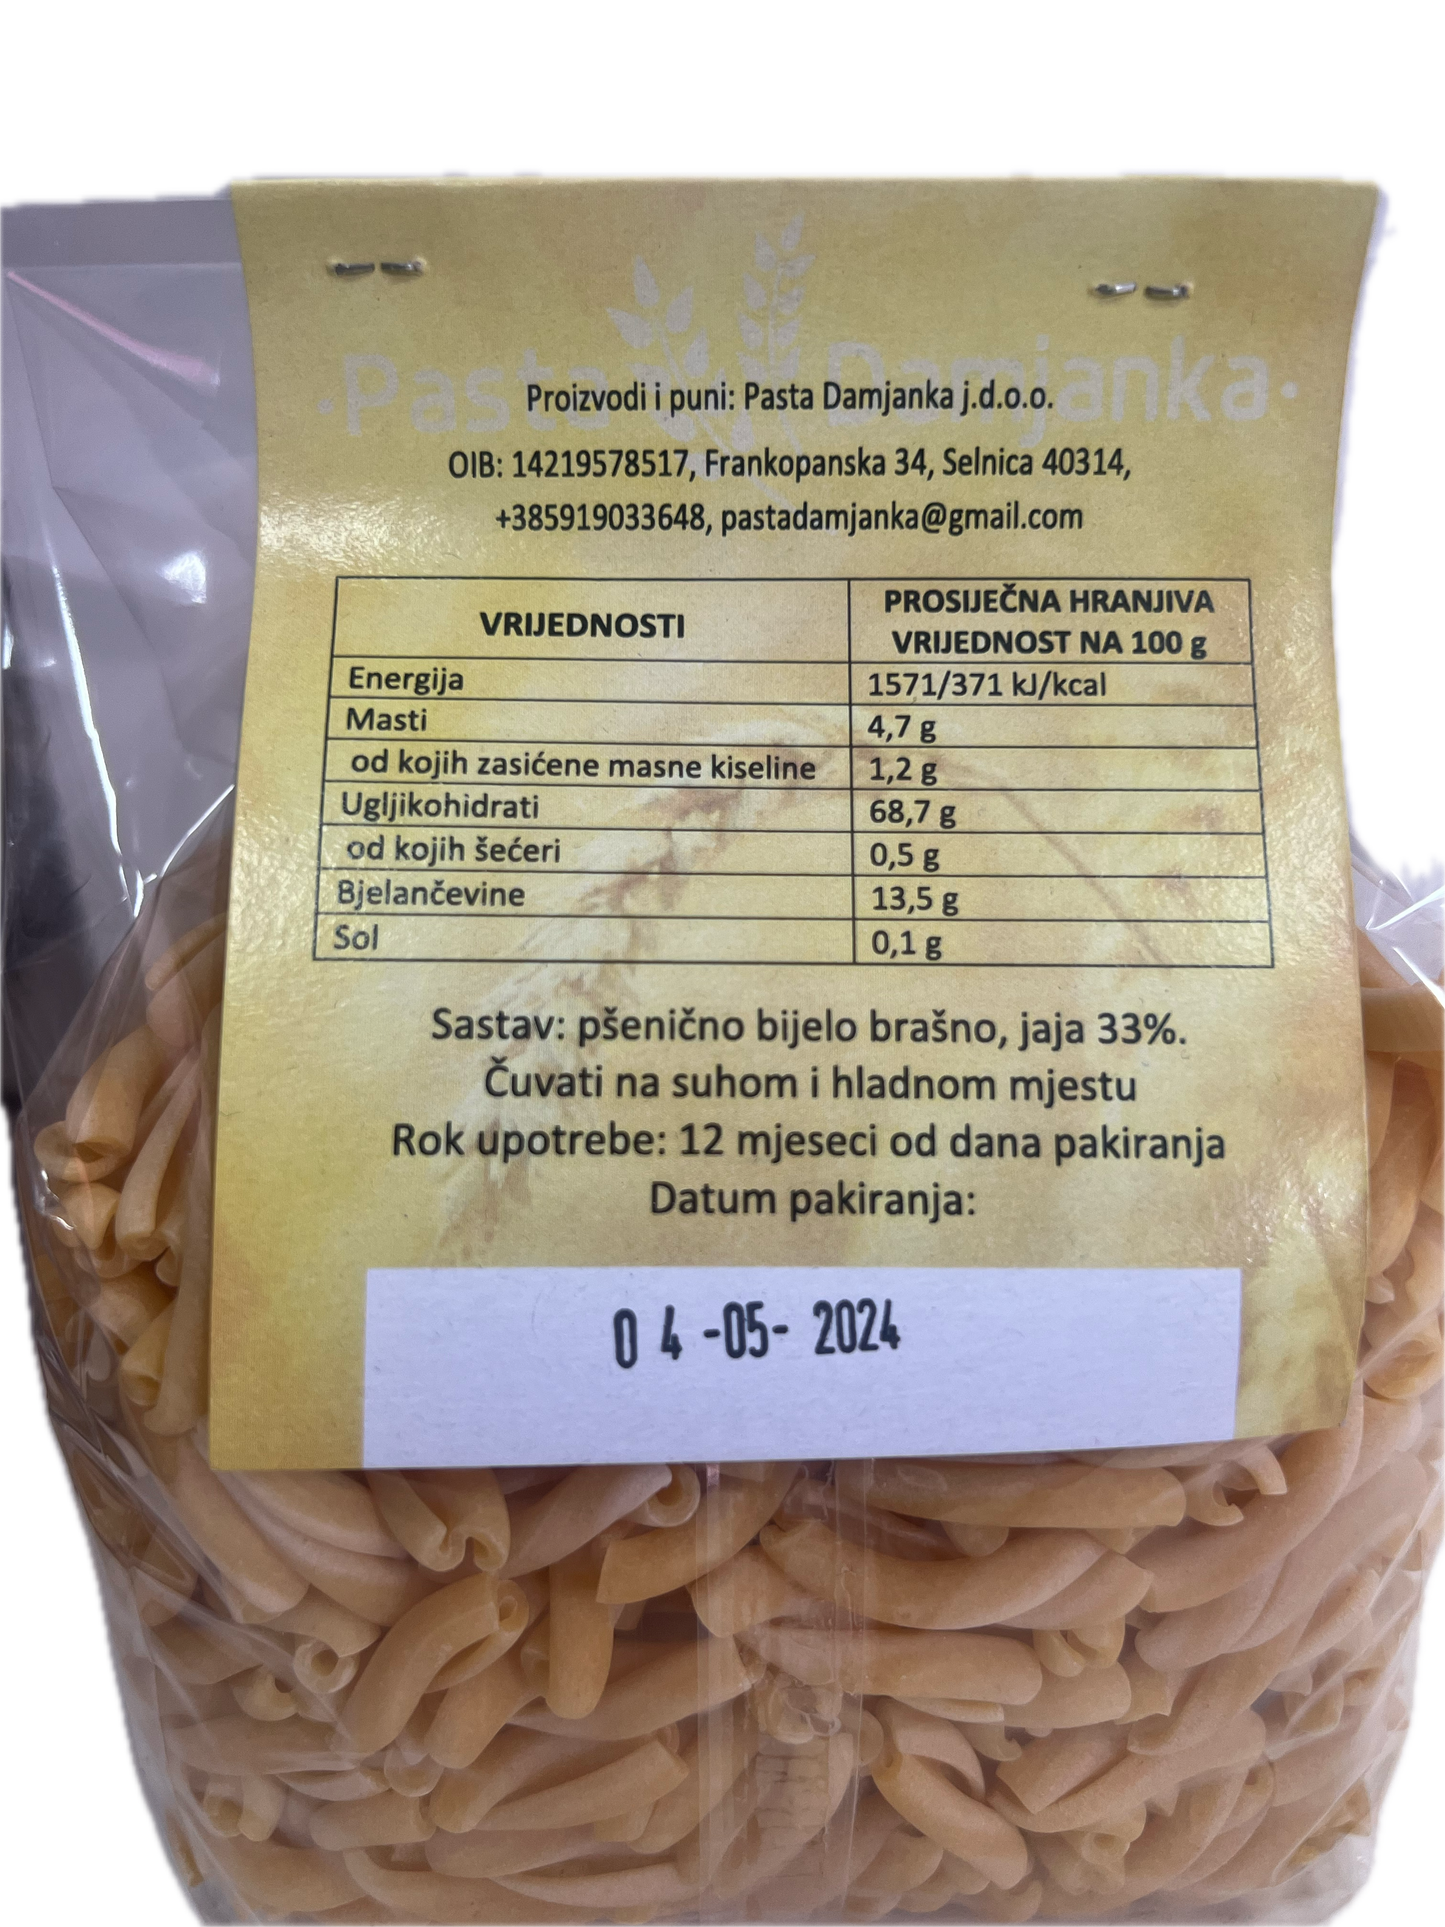 ·Pasta Damjanka·
Proizvodi i puni: Pasta Damjanka j.d.o.o.
OIB: 14219578517, Frankopanska 34, Selnica 40314,
+385919033648, pastadamjanka@gmail.com
VRIJEDNOSTI
PROSIJEČNA HRANJIVA
VRIJEDNOST NA 100 g
Energija 1571/371 kJ/kcal
Masti 4,7 g
od kojih zasićene masne kiseline 1,2 g
Ugljikohidrati 68,7 g
od kojih šećeri 0,5 g
Bjelančevine 13,5 g
Sol 0,1 g
Sastav: pšenično bijelo brašno, jaja 33%.
Čuvati na suhom i hladnom mjestu
Rok upotrebe: 12 mjeseci od dana pakiranja
Datum pakiranja:
0 4 -05- 2024